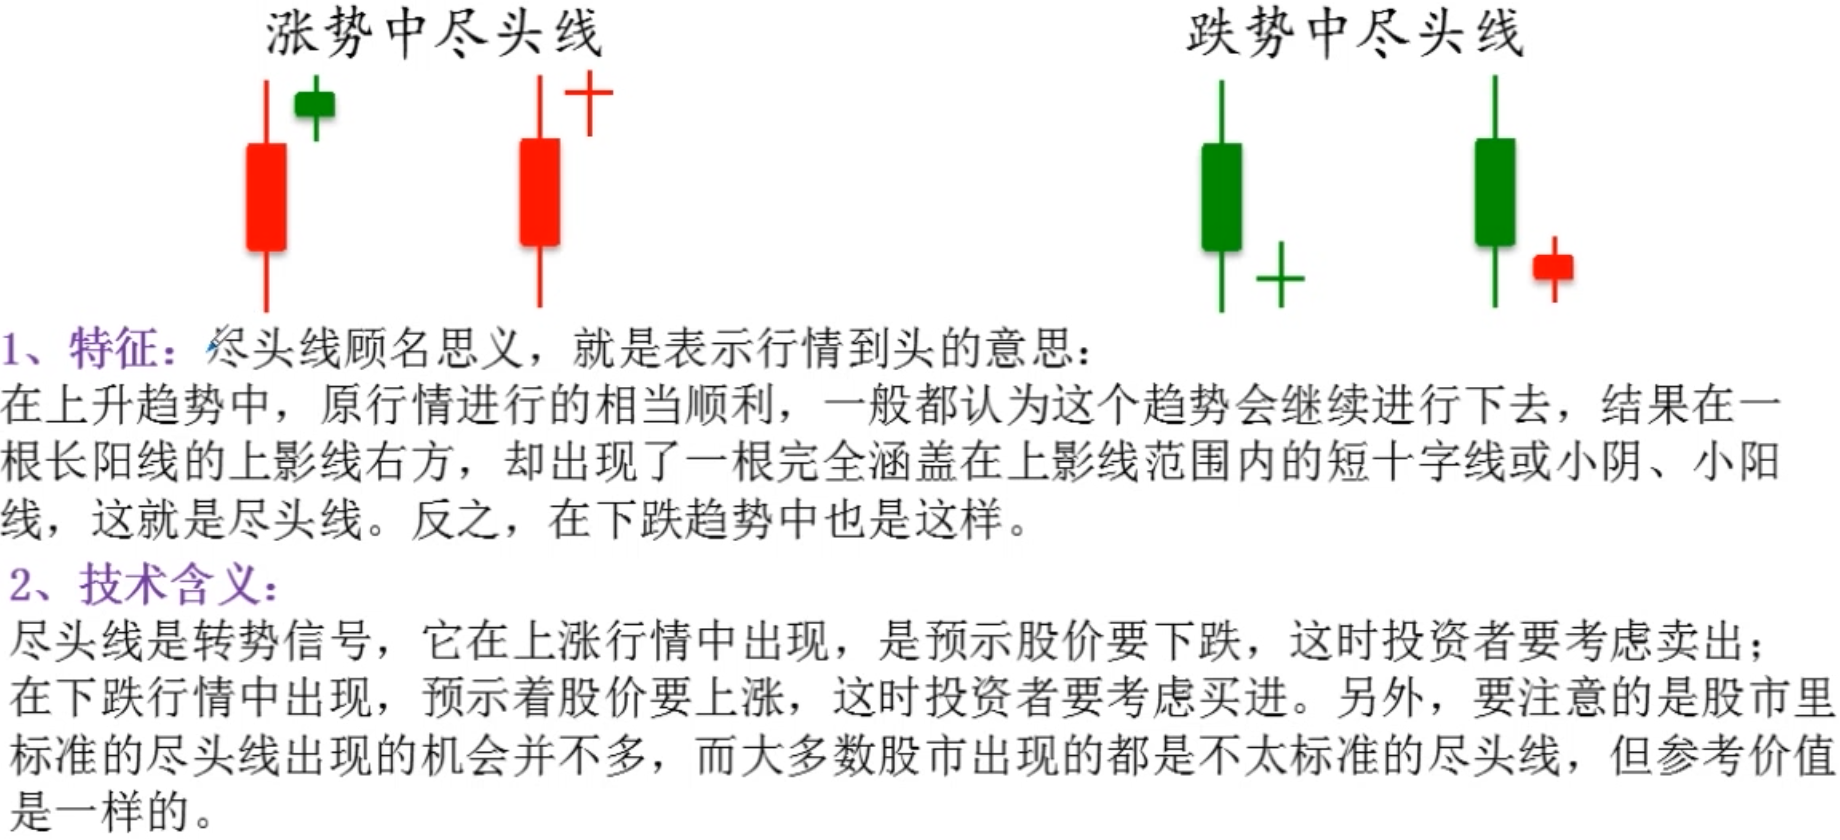 涨势中尽头线
跌势中尽头线
1、特征：尽头线顾名思义，就是表示行情到头的意思：
在上升趋势中，原行情进行的相当顺利，一般都认为这个趋势会继续进行下去，结果在一
根长阳线的上影线右方，却出现了一根完全涵盖在上影线范围内的短十字线或小阴、小阳
线，这就是尽头线。反之，在下跌趋势中也是这样。
2、技术含义：
尽头线是转势信号，它在上涨行情中出现，是预示股价要下跌，这时投资者要考虑卖出；
在下跌行情中出现，预示着股价要上涨，这时投资者要考虑买进。另外，要注意的是股市里
标准的尽头线出现的机会并不多，而大多数股市出现的都是不太标准的尽头线，但参考价值
是一样的。